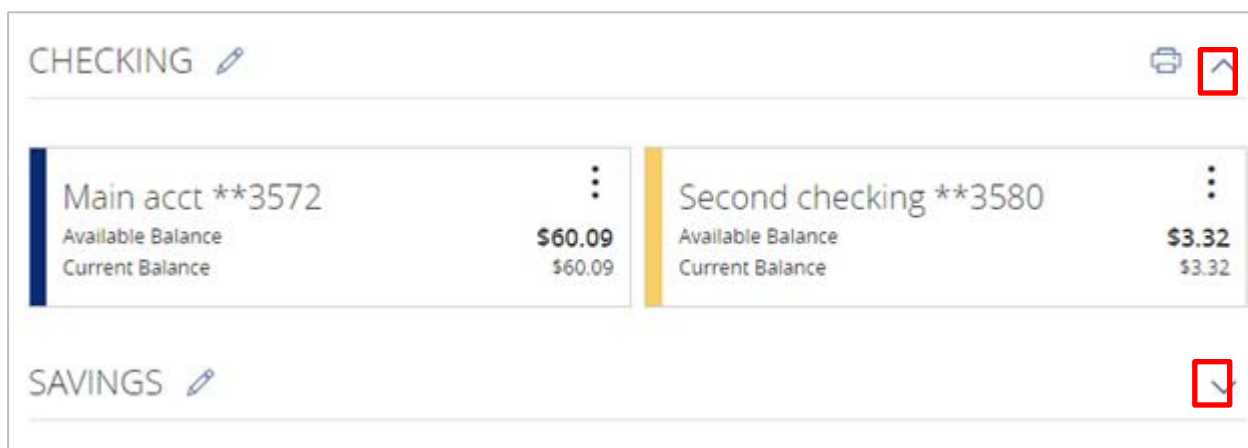 CHECKING
Main acct **3572
Available Balance $60.09
Current Balance $60.09
Second checking **3580
Available Balance $3.32
Current Balance $3.32
SAVINGS